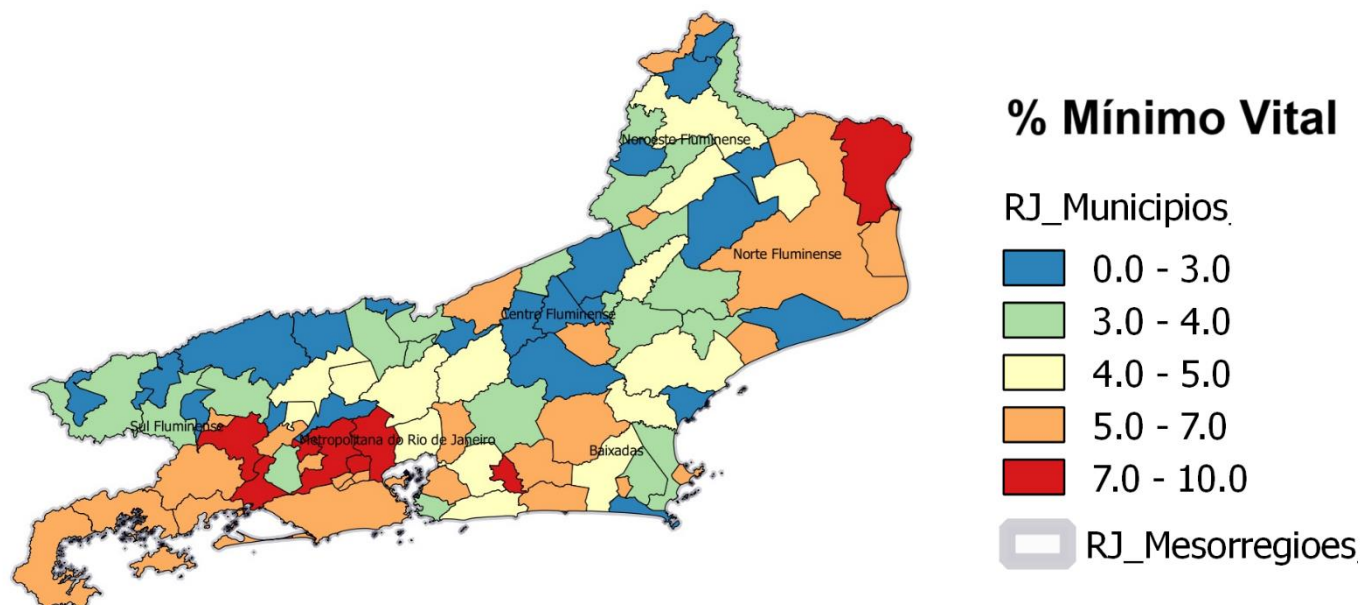 Noroeste Fluminense
Norte Fluminense
Centro Fluminense
Sul Fluminense
Metropolitana do Rio de Janeiro
Baixadas
% Mínimo Vital
RJ_Municipios
0.0 - 3.0
3.0 - 4.0
4.0 - 5.0
5.0 - 7.0
7.0 - 10.0
RJ_Mesorregioes